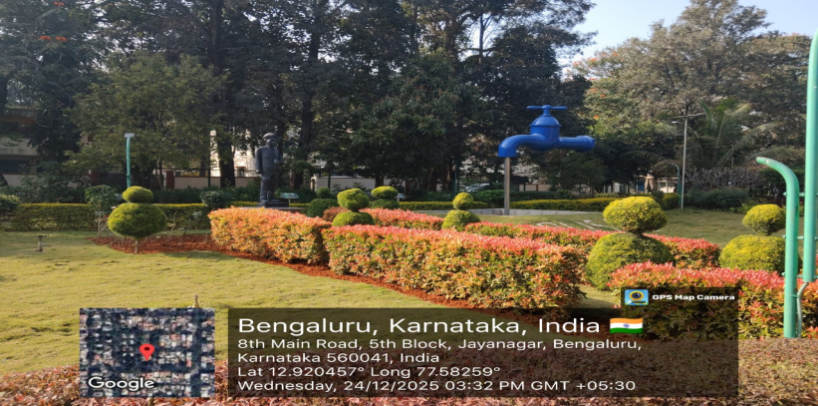 GPS Map Camera
Bengaluru, Karnataka, India
8th Main Road, 5th Block, Jayanagar, Bengaluru,
Karnataka 560041, India
Lat 12.920457° Long 77.58259°
Wednesday, 24/12/2025 03:32 PM GMT +05:30
Google